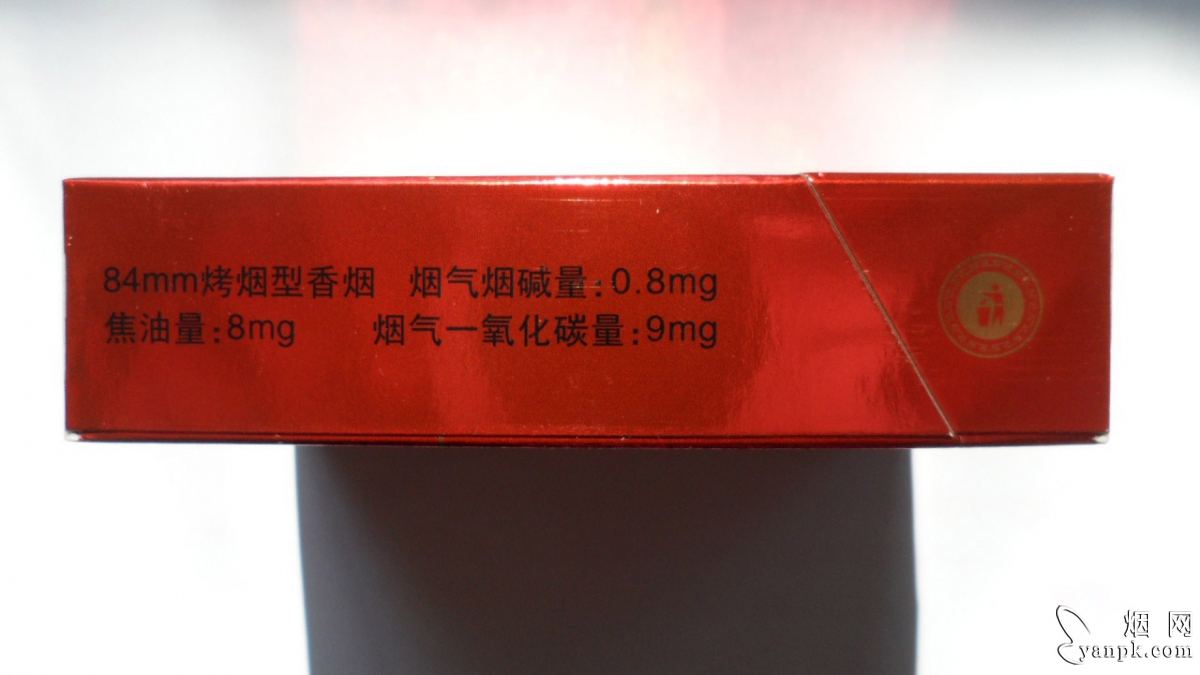 84mm烤烟型香烟 烟气烟碱量:0.8mg
焦油量:8mg 烟气一氧化碳量:9mg
烟网
yanpk.com